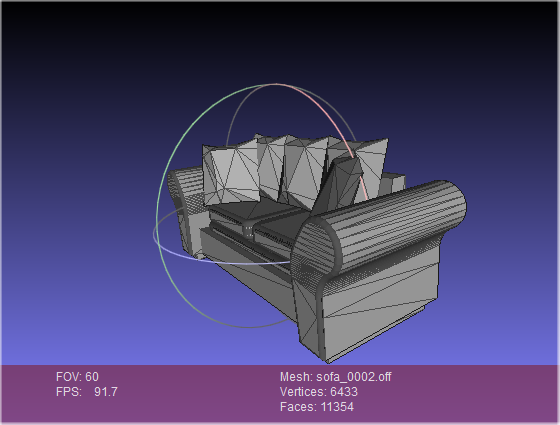 FOV: 60
FPS: 91.7
Mesh: sofa_0002.off
Vertices: 6433
Faces: 11354